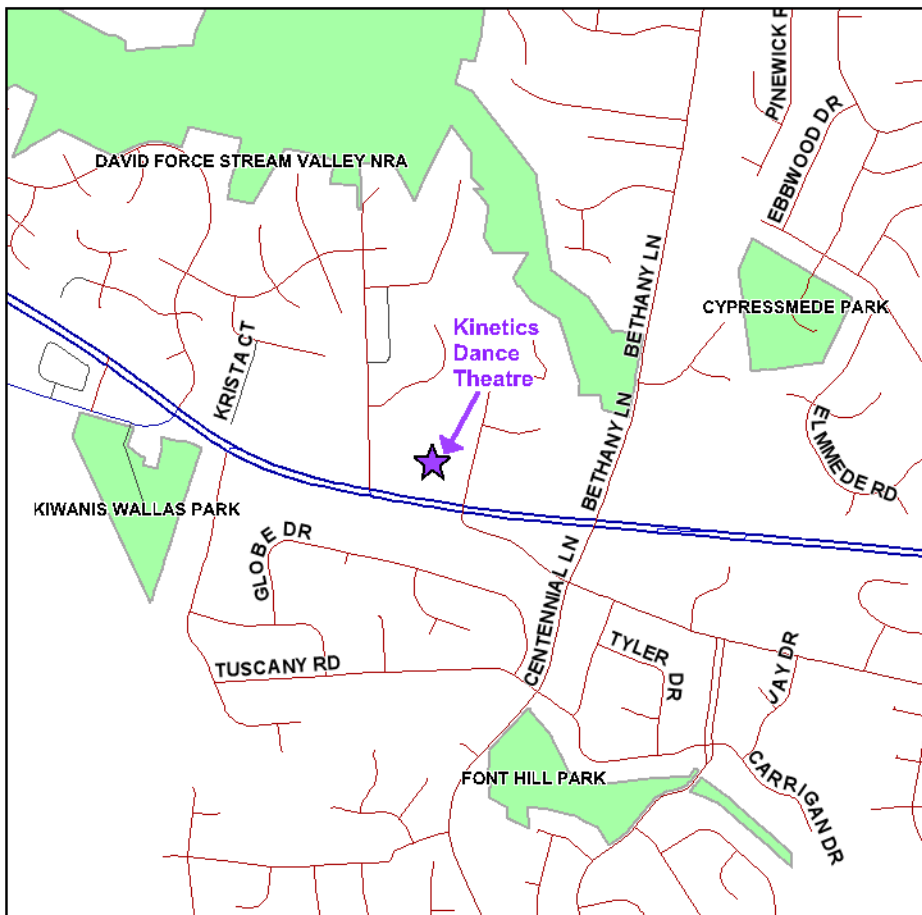 PINEWICK R
EBBWOOD DR
DAVID FORCE STREAM VALLEY NRA
BETHANY LN
CYPRESSMEDE PARK
Kinetics
Dance
Theatre
KRISTA CT
BETHANY LN
ELMMEDE RD
KIWANIS WALLAS PARK
GLOBE DR
CENTENNIAL LN
TUSCANY RD
TYLER DR
JAY DR
FONT HILL PARK
CARRIGAN DR